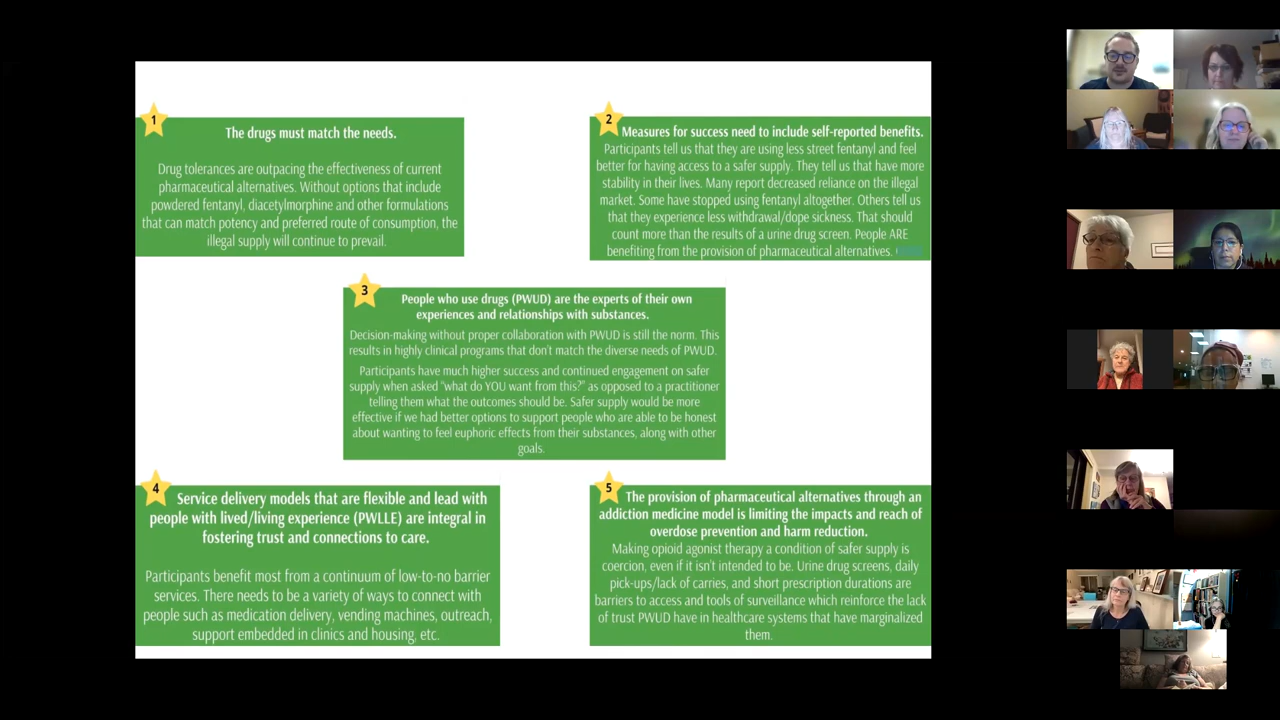 1
The drugs must match the needs.
Drug tolerances are outpacing the effectiveness of current
pharmaceutical alternatives. Without options that include
powdered fentanyl, diacetylmorphine and other formulations
that can match potency and preferred route of consumption, the
illegal supply will continue to prevail.
2
Measures for success need to include self-reported benefits.
Participants tell us that they are using less street fentanyl and feel
better for having access to a safer supply. They tell us that have more
stability in their lives. Many report decreased reliance on the illegal
market. Some have stopped using fentanyl altogether. Others tell us
that they experience less withdrawal/dope sickness. That should
count more than the results of a urine drug screen. People ARE
benefiting from the provision of pharmaceutical alternatives.
3
People who use drugs (PWUD) are the experts of their own
experiences and relationships with substances.
Decision-making without proper collaboration with PWUD is still the norm. This
results in highly clinical programs that don't match the diverse needs of PWUD.
Participants have much higher success and continued engagement on safer
supply when asked "what do YOU want from this?" as opposed to a practitioner
telling them what the outcomes should be. Safer supply would be more
effective if we had better options to support people who are able to be honest
about wanting to feel euphoric effects from their substances, along with other
goals.
4
Service delivery models that are flexible and lead with
people with lived/living experience (PWLLE) are integral in
fostering trust and connections to care.
Participants benefit most from a continuum of low-to-no barrier
services. There needs to be a variety of ways to connect with
people such as medication delivery, vending machines, outreach,
support embedded in clinics and housing, etc.
5
The provision of pharmaceutical alternatives through an
addiction medicine model is limiting the impacts and reach of
overdose prevention and harm reduction.
Making opioid agonist therapy a condition of safer supply is
coercion, even if it isn't intended to be. Urine drug screens, daily
pick-ups/lack of carries, and short prescription durations are
barriers to access and tools of surveillance which reinforce the lack
of trust PWUD have in healthcare systems that have marginalized
them.